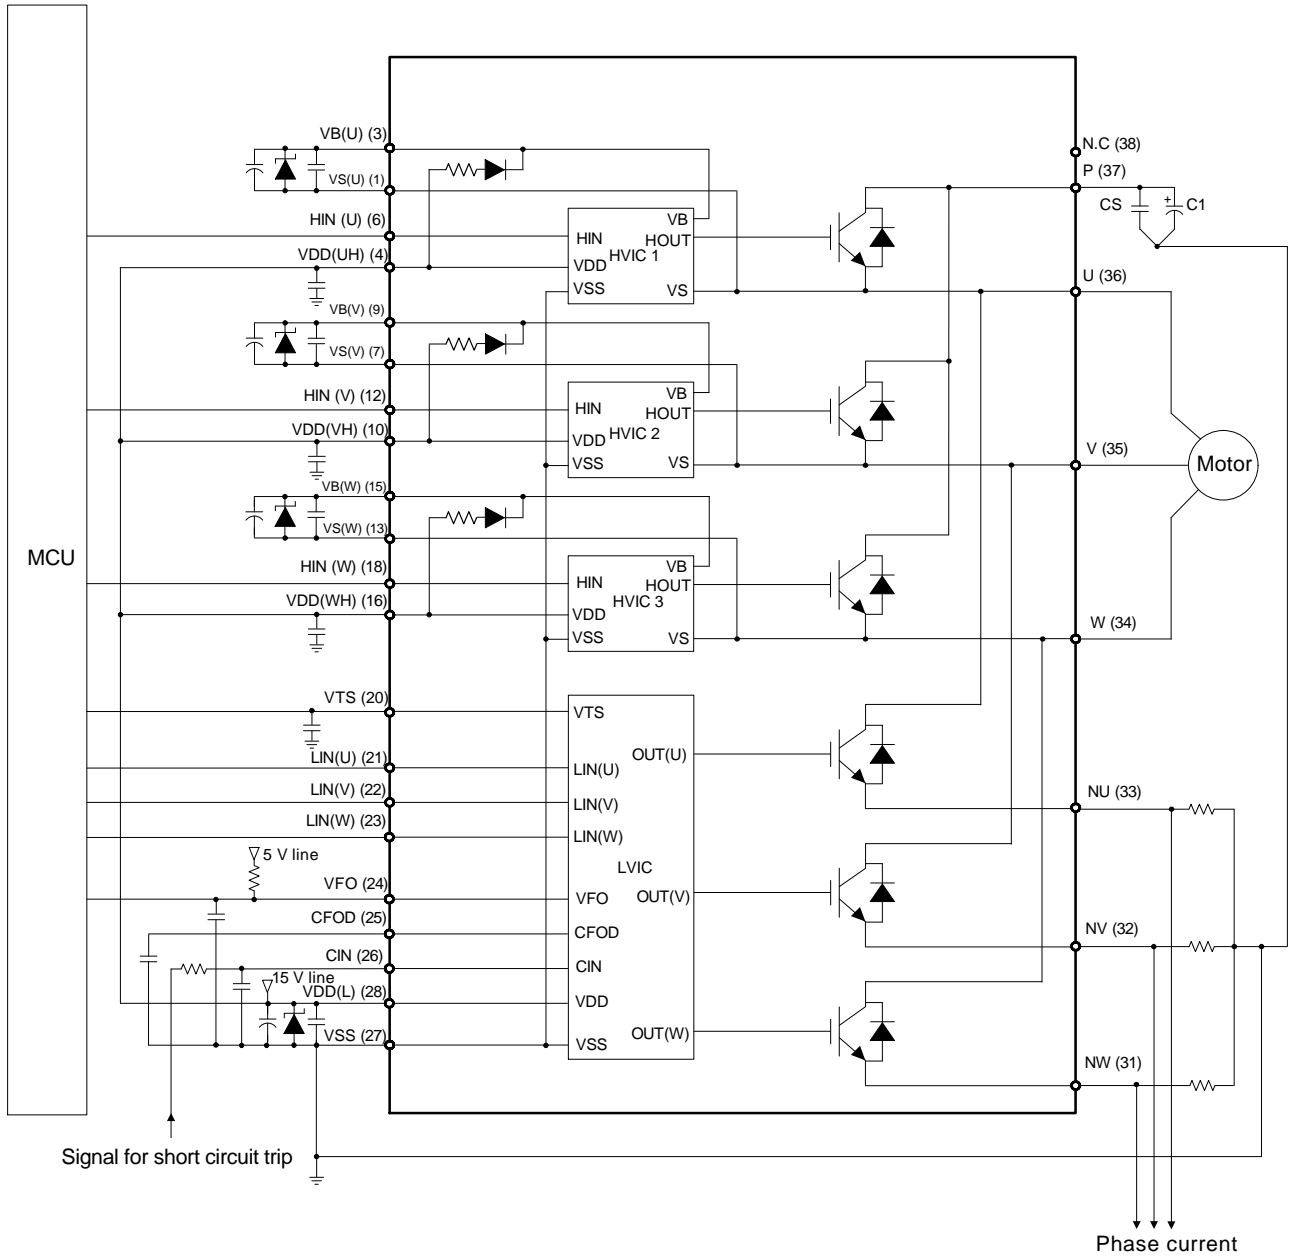 MCU
VB(U) (3)
VS(U) (1)
HIN (U) (6)
VDD(UH) (4)
VB(V) (9)
VS(V) (7)
HIN (V) (12)
VDD(VH) (10)
VB(W) (15)
VS(W) (13)
HIN (W) (18)
VDD(WH) (16)
VTS (20)
LIN(U) (21)
LIN(V) (22)
LIN(W) (23)
5 V line
VFO (24)
CFOD (25)
CIN (26)
15 V line
VDD(L) (28)
VSS (27)
Signal for short circuit trip
VB
HIN
HOUT
HVIC 1
VDD
VSS
VS
VB
HIN
HOUT
HVIC 2
VDD
VSS
VS
VB
HIN
HOUT
HVIC 3
VDD
VSS
VS
VTS
OUT(U)
LIN(U)
LIN(V)
LIN(W)
LVIC
VFO
OUT(V)
CFOD
CIN
VDD
OUT(W)
VSS
N.C (38)
P (37)
CS
+
C1
U (36)
V (35)
Motor
W (34)
NU (33)
NV (32)
NW (31)
Phase current